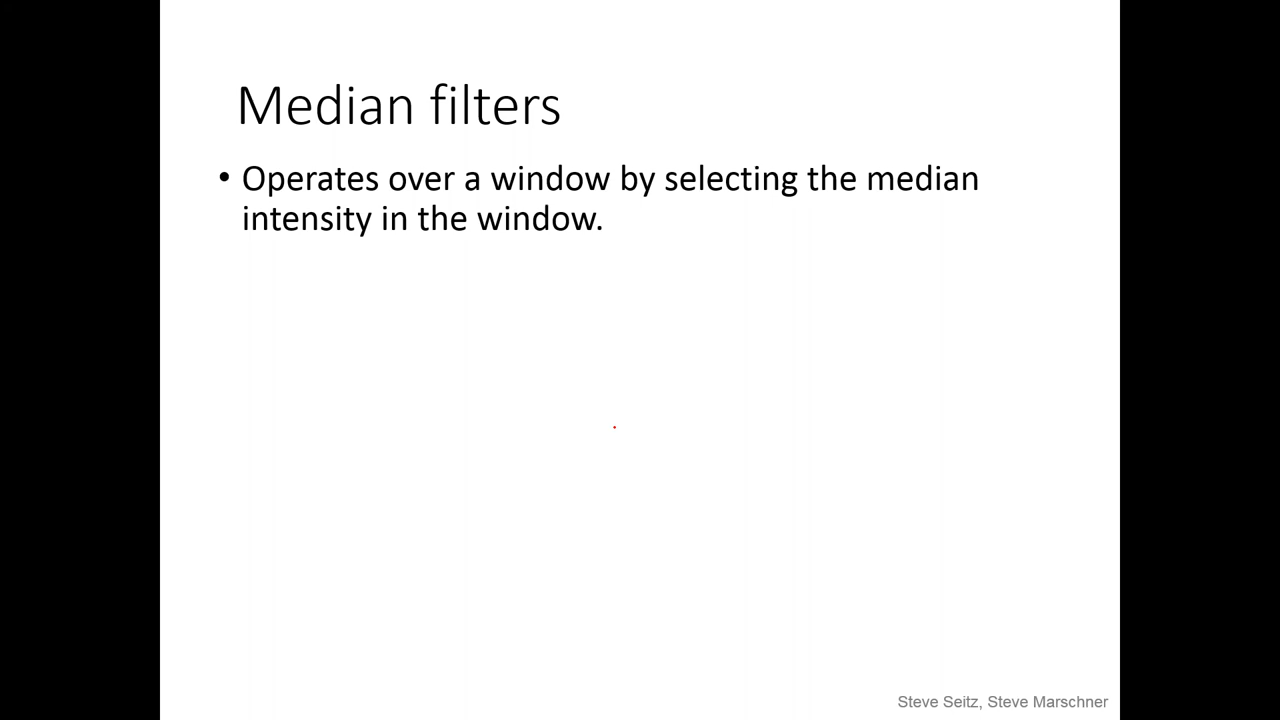 Median filters
• Operates over a window by selecting the median
intensity in the window.
Steve Seitz, Steve Marschner